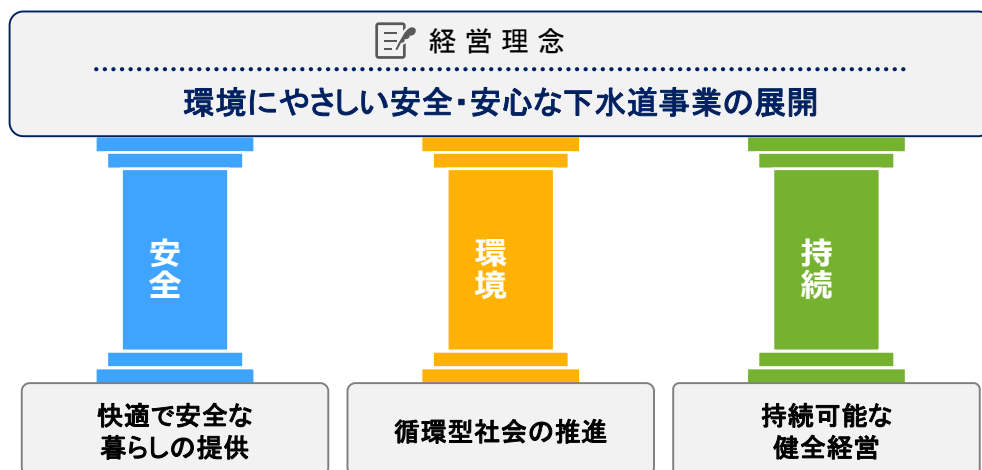 経営理念
環境にやさしい安全・安心な下水道事業の展開
安全
環境
持続
快適で安全な
暮らしの提供
循環型社会の推進
持続可能な
健全経営